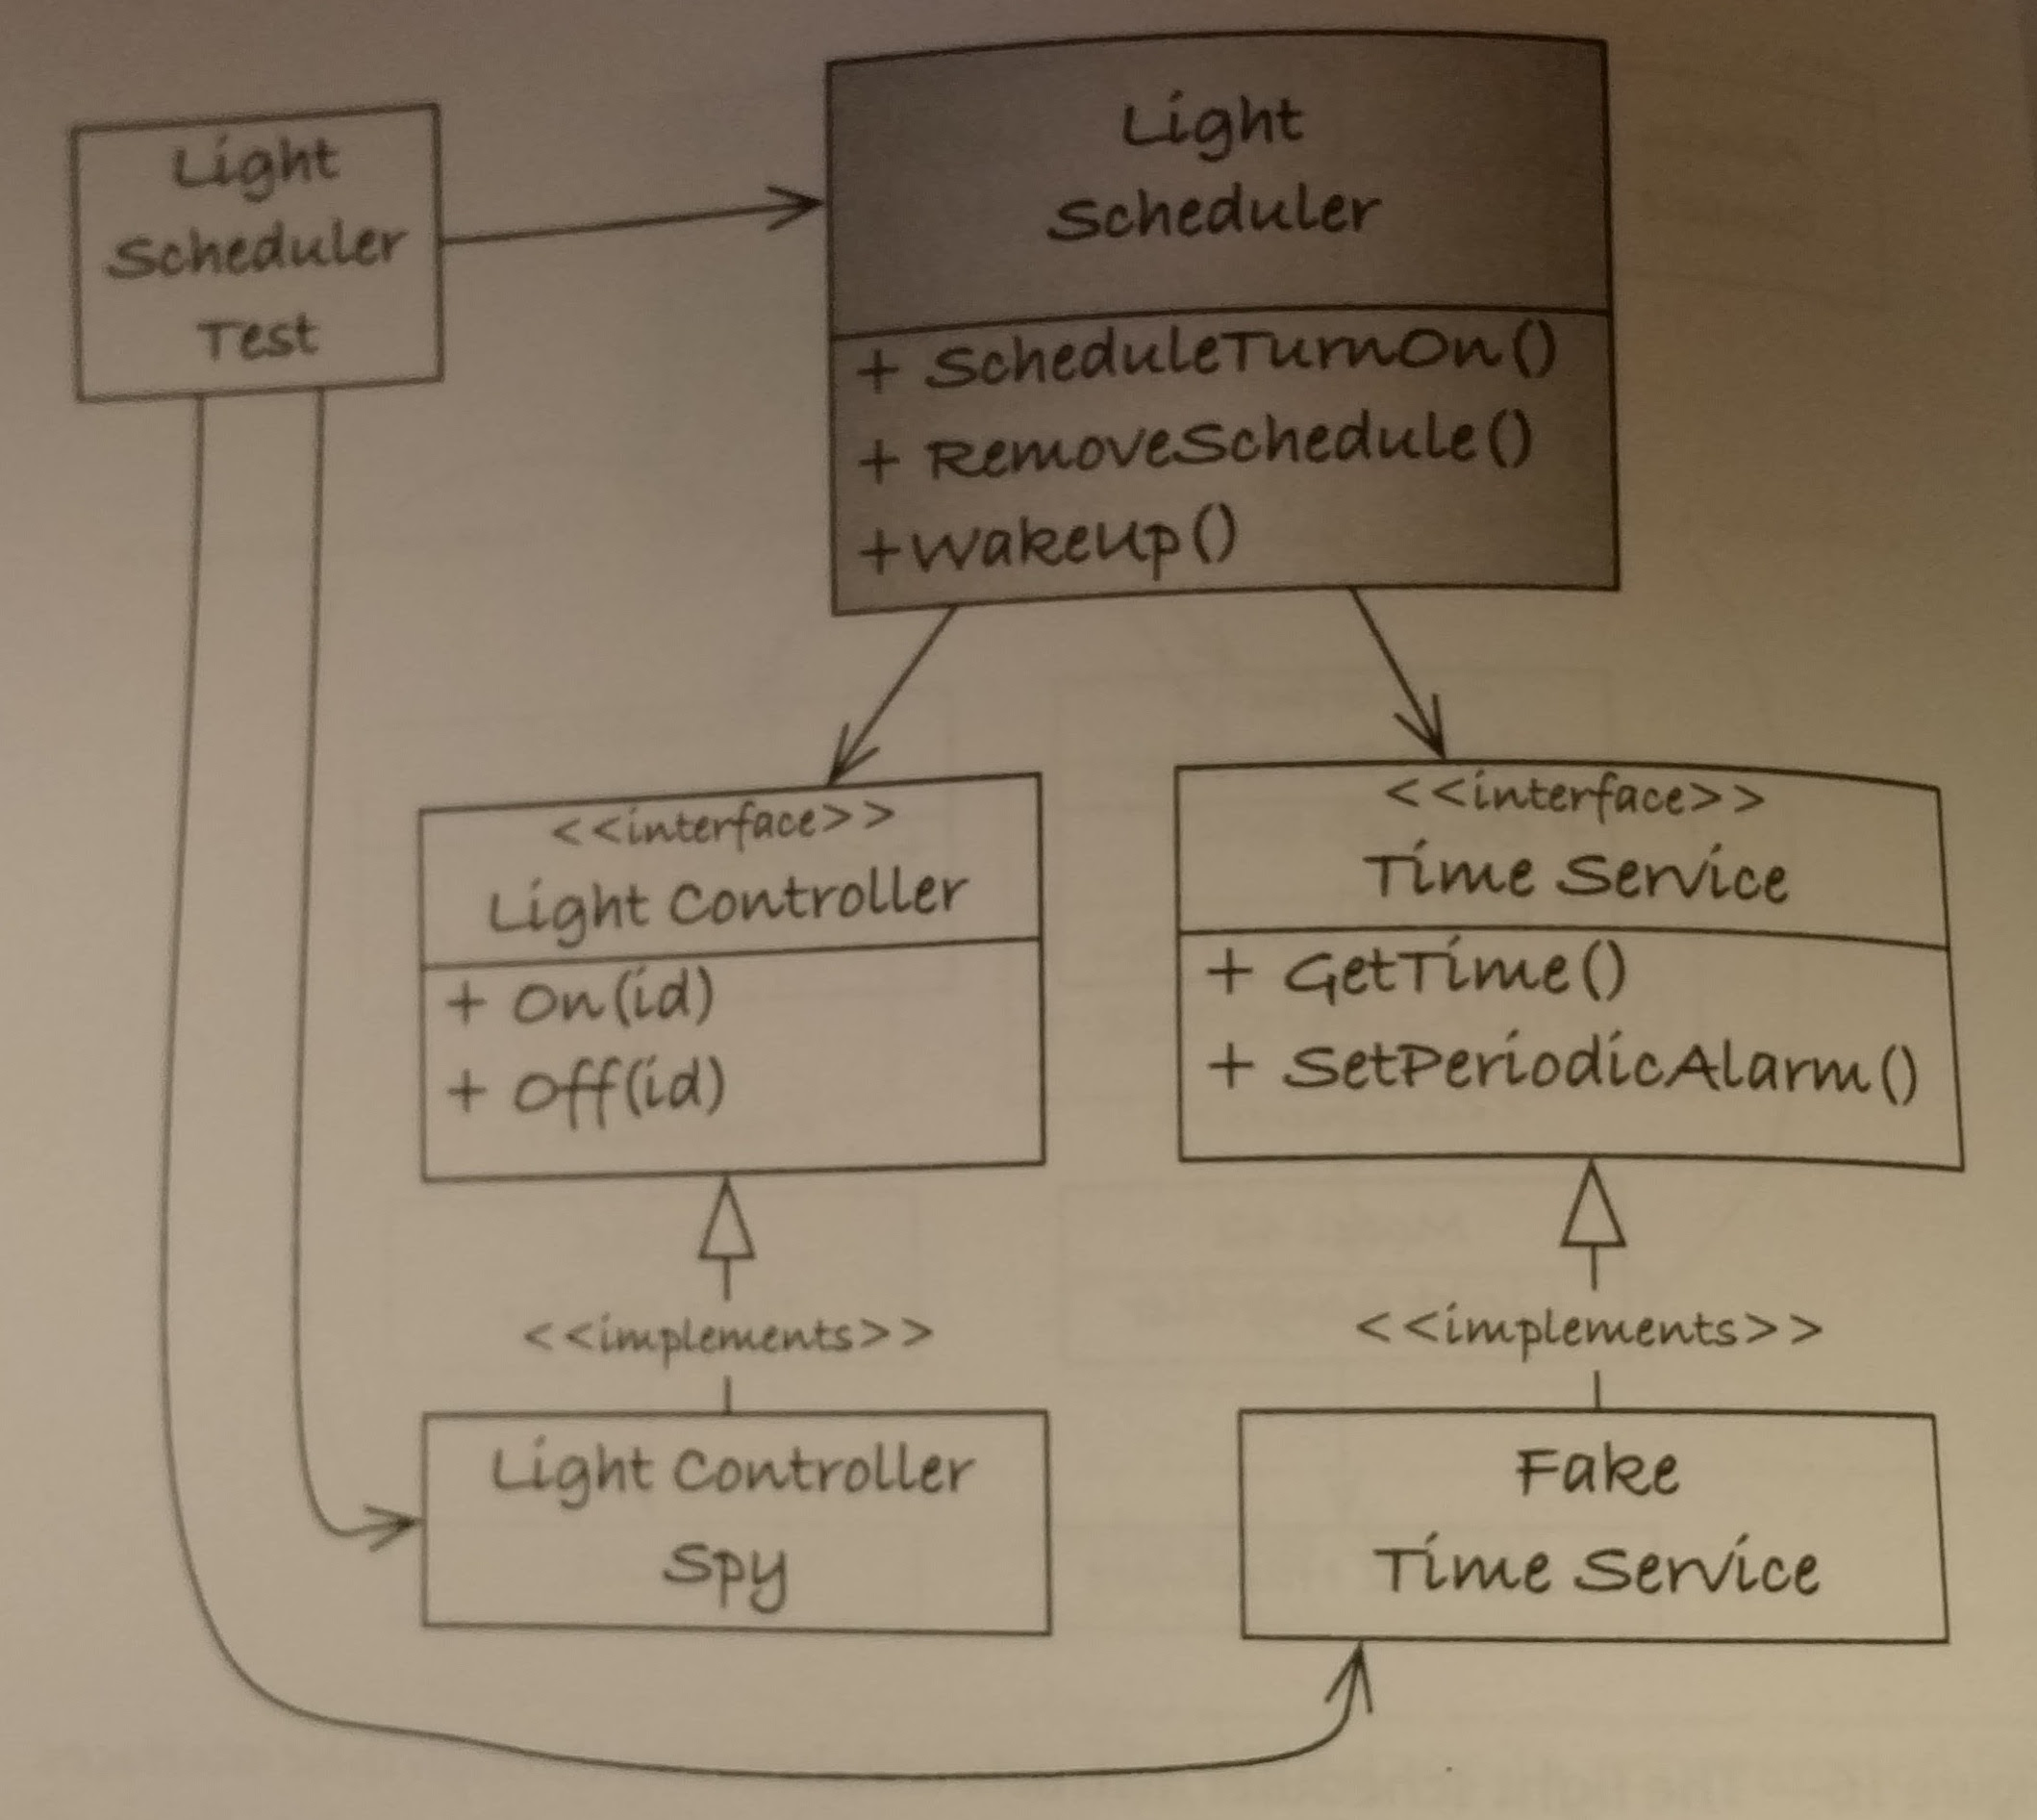 Light
Scheduler
Test
Light
Scheduler
+ ScheduleTurnOn()
+ RemoveSchedule()
+WakeUp()
<<interface>>
Light Controller
+ On(id)
+ Off(id)
<<interface>>
Time Service
+ GetTime()
+ SetPeriodicAlarm()
<<implements>>
<<implements>>
Light Controller
Spy
Fake
Time Service